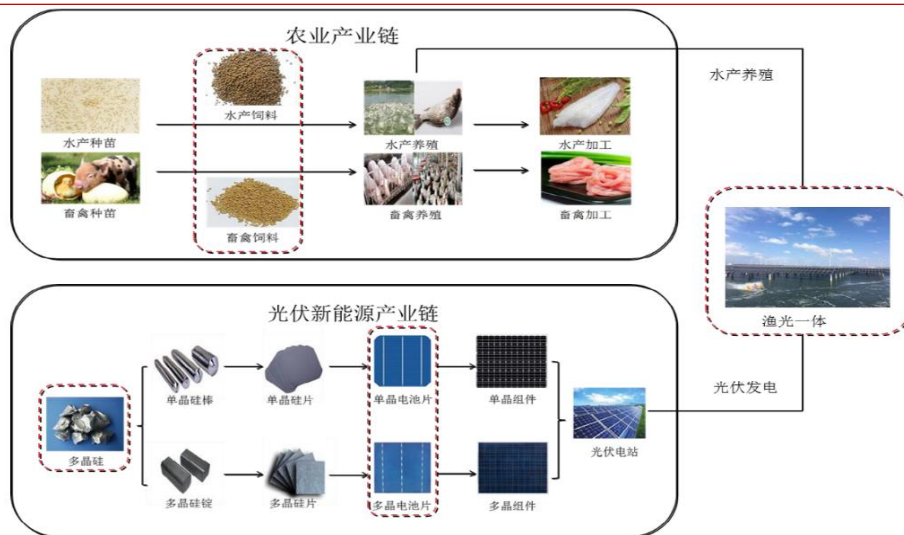 农业产业链
水产养殖
水产饲料
水产种苗
水产养殖
水产加工
畜禽种苗
畜禽养殖
畜禽加工
畜禽饲料
渔光一体
光伏新能源产业链
单晶硅棒
单晶硅片
单晶电池片
单晶组件
光伏发电
多晶硅
光伏电站
多晶硅锭
多晶硅片
多晶电池片
多晶组件